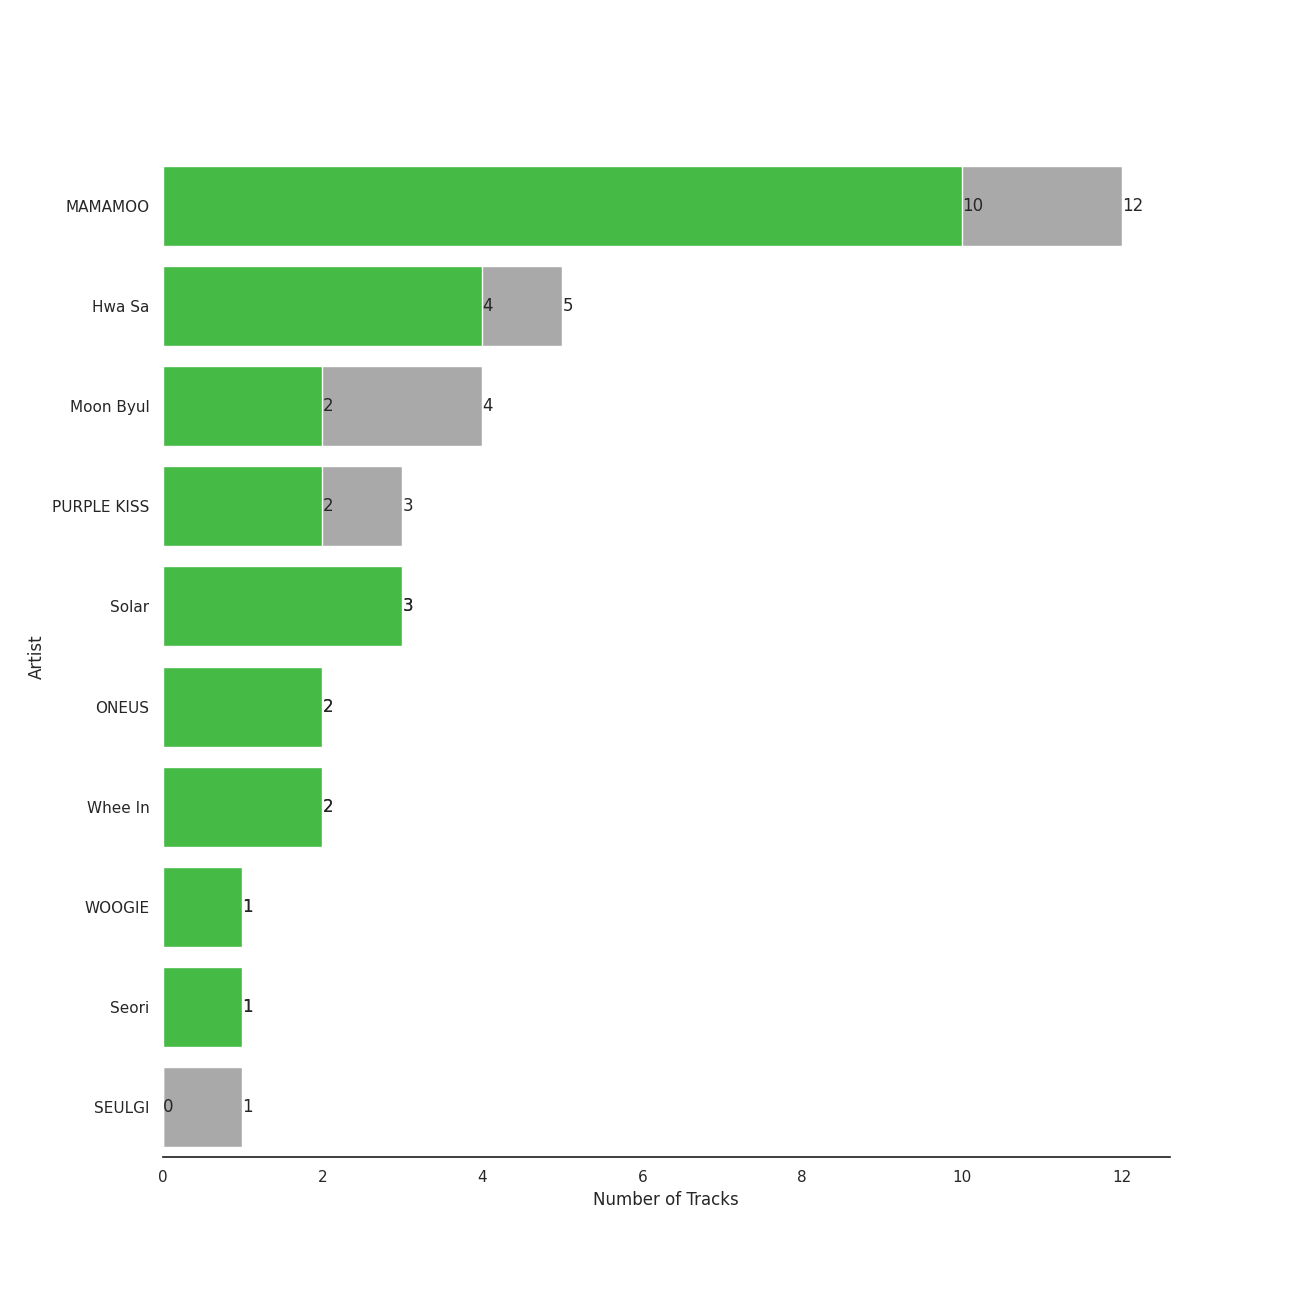 MAMAMOO 10 12
Hwa Sa 4 5
Moon Byul 2 4
PURPLE KISS 2 3
Solar 3
ONEUS 2
Whee In 2
WOOGIE 1
Seori 1
SEULGI 0 1
Artist
0 2 4 6 8 10 12
Number of Tracks